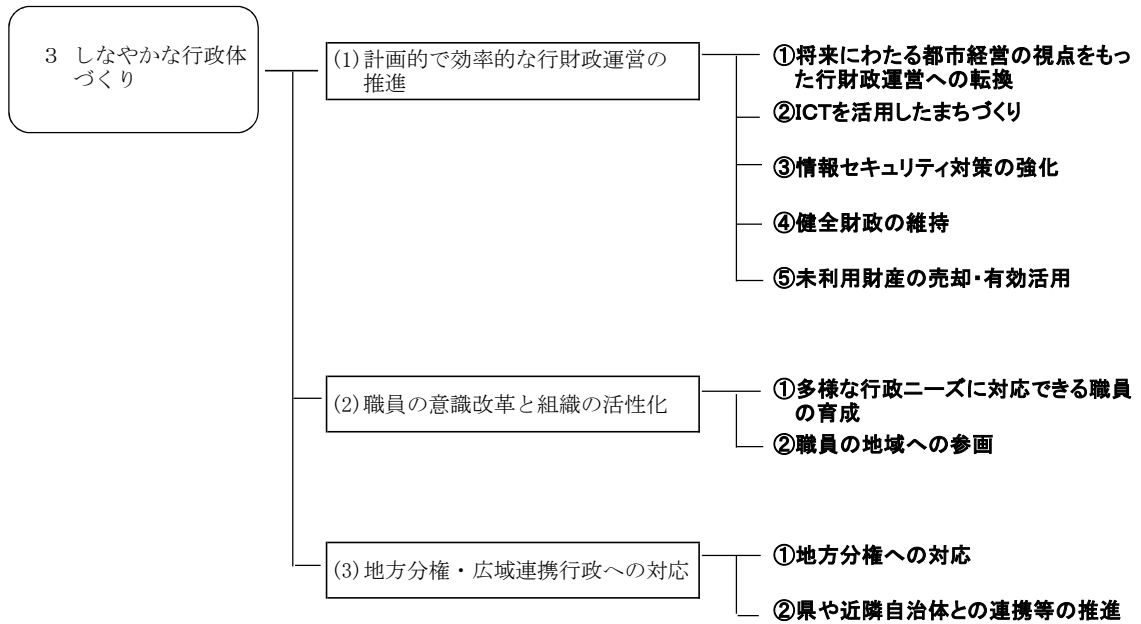 3 しなやかな行政体
づくり
(1)計画的で効率的な行財政運営の
推進
①将来にわたる都市経営の視点をもっ
た行財政運営への転換
②ICTを活用したまちづくり
③情報セキュリティ対策の強化
④健全財政の維持
⑤未利用財産の売却・有効活用
(2)職員の意識改革と組織の活性化
①多様な行政ニーズに対応できる職員
の育成
②職員の地域への参画
(3)地方分権・広域連携行政への対応
①地方分権への対応
②県や近隣自治体との連携等の推進